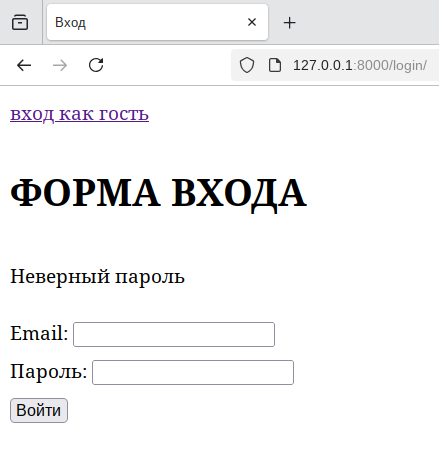 Вход
127.0.0.1:8000/login/
вход как гость
ФОРМА ВХОДА
Неверный пароль
Email:
Пароль:
Войти